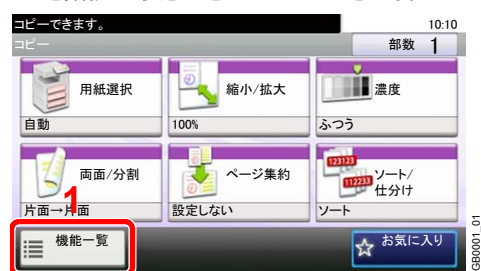 コピーできます。
10:10
コピー
部数 1
用紙選択
自動
縮小/拡大
100%
濃度
ふつう
両面/分割
片面→片面
ページ集約
設定しない
123123
112233
ソート/
仕分け
ソート
1
機能一覧
お気に入り
GB0001_01